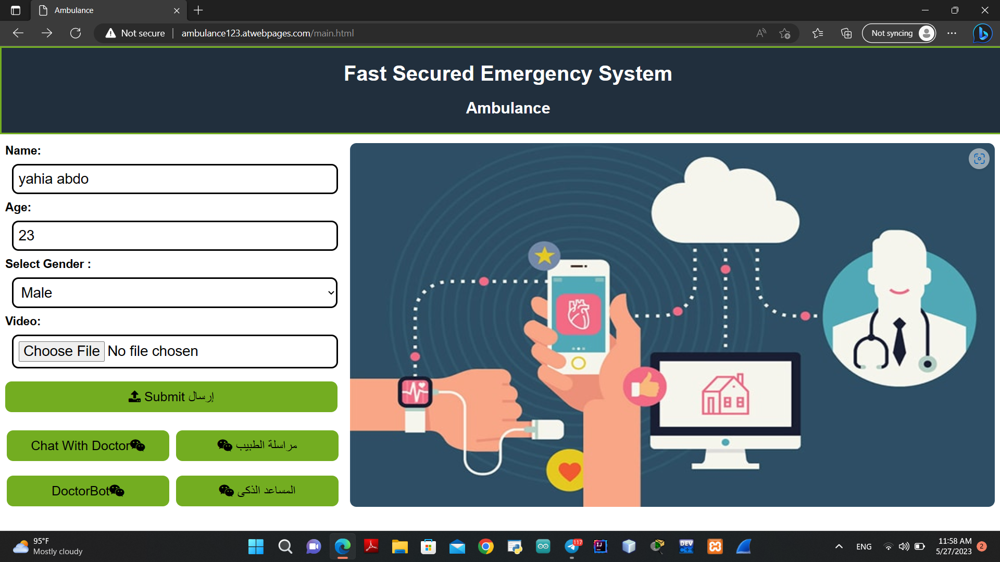 Ambulance
Not secure
ambulance123.atwebpages.com/main.html
Not syncing
Fast Secured Emergency System
Ambulance
Name:
yahia abdo
Age:
23
Select Gender :
Male
Video:
Choose File No file chosen
Submit إرسال
Chat With Doctor
مراسلة الطبيب
DoctorBot
المساعد الذكى
95°F
Mostly cloudy
117
IJ
DEV
C++
ENG
11:58 AM
5/27/2023
2